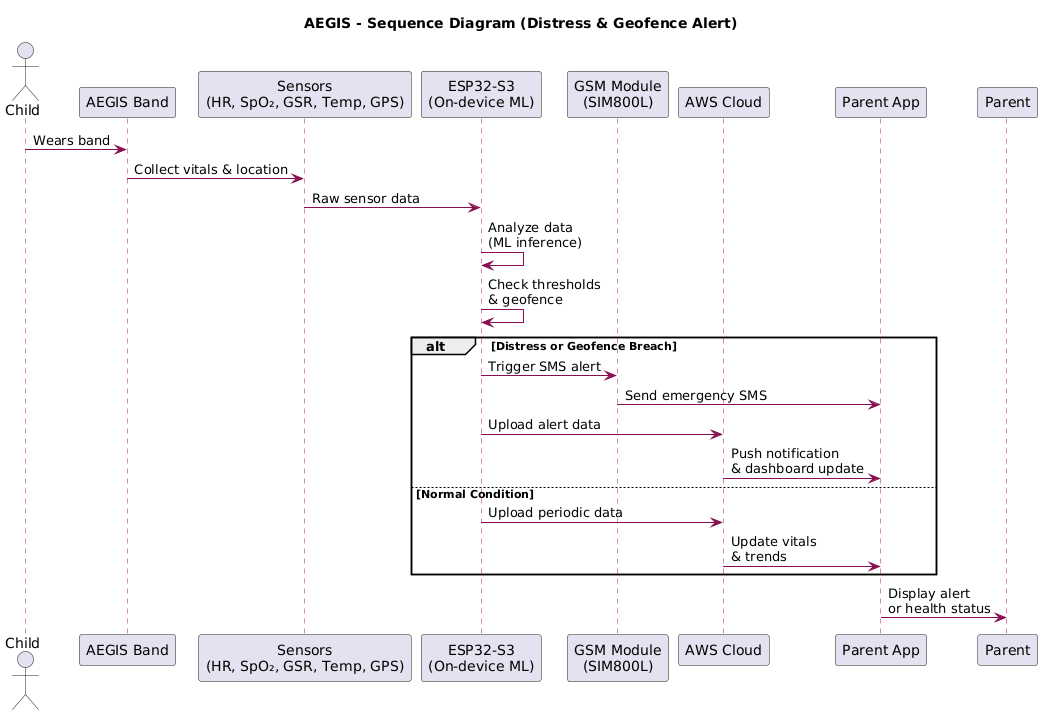 AEGIS - Sequence Diagram (Distress & Geofence Alert)
Child
AEGIS Band
Sensors
(HR, SpO₂, GSR, Temp, GPS)
ESP32-S3
(On-device ML)
GSM Module
(SIM800L)
AWS Cloud
Parent App
Parent
Wears band
Collect vitals & location
Raw sensor data
Analyze data
(ML inference)
Check thresholds
& geofence
alt
[Distress or Geofence Breach]
Trigger SMS alert
Send emergency SMS
Upload alert data
Push notification
& dashboard update
[Normal Condition]
Upload periodic data
Update vitals
& trends
Display alert
or health status
Child
AEGIS Band
Sensors
(HR, SpO₂, GSR, Temp, GPS)
ESP32-S3
(On-device ML)
GSM Module
(SIM800L)
AWS Cloud
Parent App
Parent